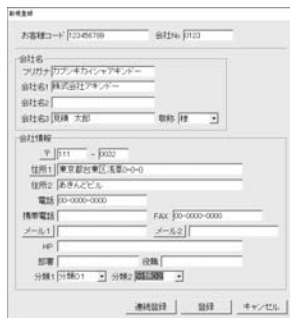 新規登録
お客様コード 123456789 会社No 0123
会社名
フリガナ カブシキカイシャアキンドー
会社名1 株式会社アキンドー
会社名2
会社名3 見積 太郎 敬称 様
会社情報
〒 111 - 0032
住所1 東京都台東区浅草0-0-0
住所2 あきんどビル
電話 00-0000-0000
携帯電話 FAX 00-0000-0000
メール1 メール2
HP
部署 役職
分類1 分類01 分類2
連続登録 登録 キャンセル